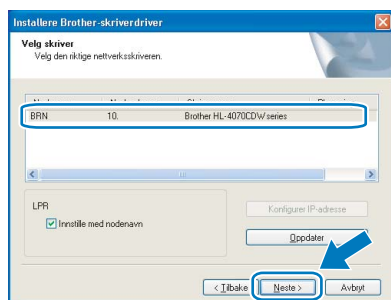 Installere Brother-skriverdriver
Velg skriver
Velg den riktige nettverksskriveren.
BRN 10. Brother HL-4070CDW series
LPR
Innstille med nodenavn
Konfigurer IP-adresse
Oppdater
< Tilbake Neste > Avbryt